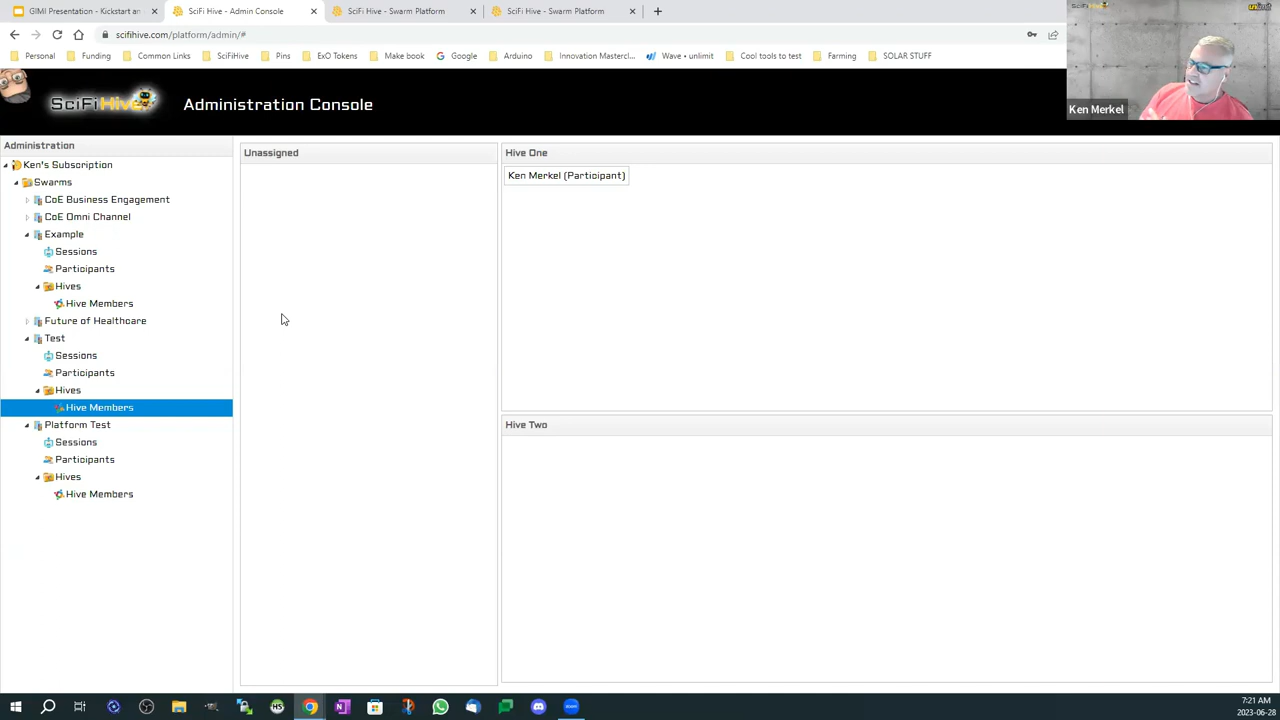 GIMI Presentation - Kickstart an
SciFi Hive - Admin Console
SciFi Hive - Swarm Platform
SciFi Hive - Swarm Platform
scifihive.com/platform/admin/#
Personal
Funding
Common Links
SciFiHive
Pins
ExO Tokens
Make book
Google
Arduino
Innovation Mastercl...
Wave • unlimit
Cool tools to test
Farming
SOLAR STUFF
SciFiHive
Administration Console
Ken Merkel
Administration
Ken's Subscription
Swarms
CoE Business Engagement
CoE Omni Channel
Example
Sessions
Participants
Hives
Hive Members
Future of Healthcare
Test
Sessions
Participants
Hives
Hive Members
Platform Test
Sessions
Participants
Hives
Hive Members
Unassigned
Hive One
Ken Merkel (Participant)
Hive Two
7:21 AM
2023-06-28